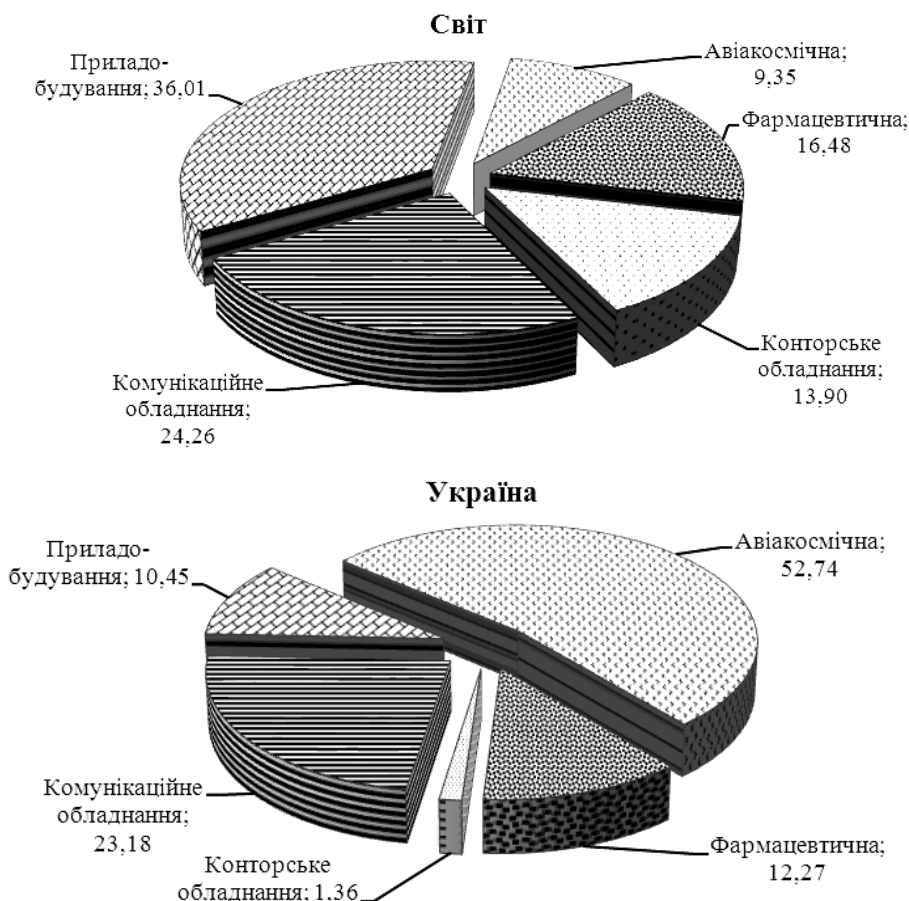 Світ
Приладо-
будування; 36,01
Авіакосмічна;
9,35
Фармацевтична;
16,48
Конторське
обладнання;
13,90
Комунікаційне
обладнання;
24,26
Україна
Приладо-
будування; 10,45
Авіакосмічна;
52,74
Комунікаційне
обладнання;
23,18
Конторське
обладнання; 1,36
Фармацевтична;
12,27